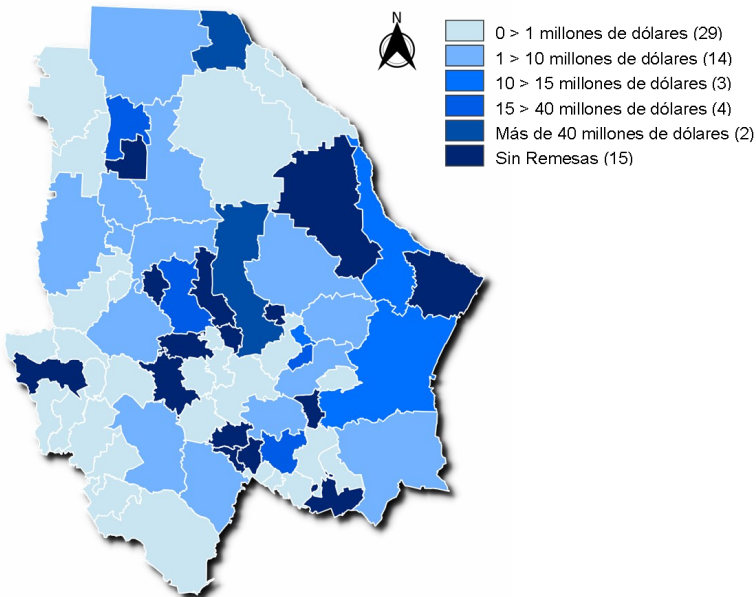 N
0 > 1 millones de dólares (29)
1 > 10 millones de dólares (14)
10 > 15 millones de dólares (3)
15 > 40 millones de dólares (4)
Más de 40 millones de dólares (2)
Sin Remesas (15)